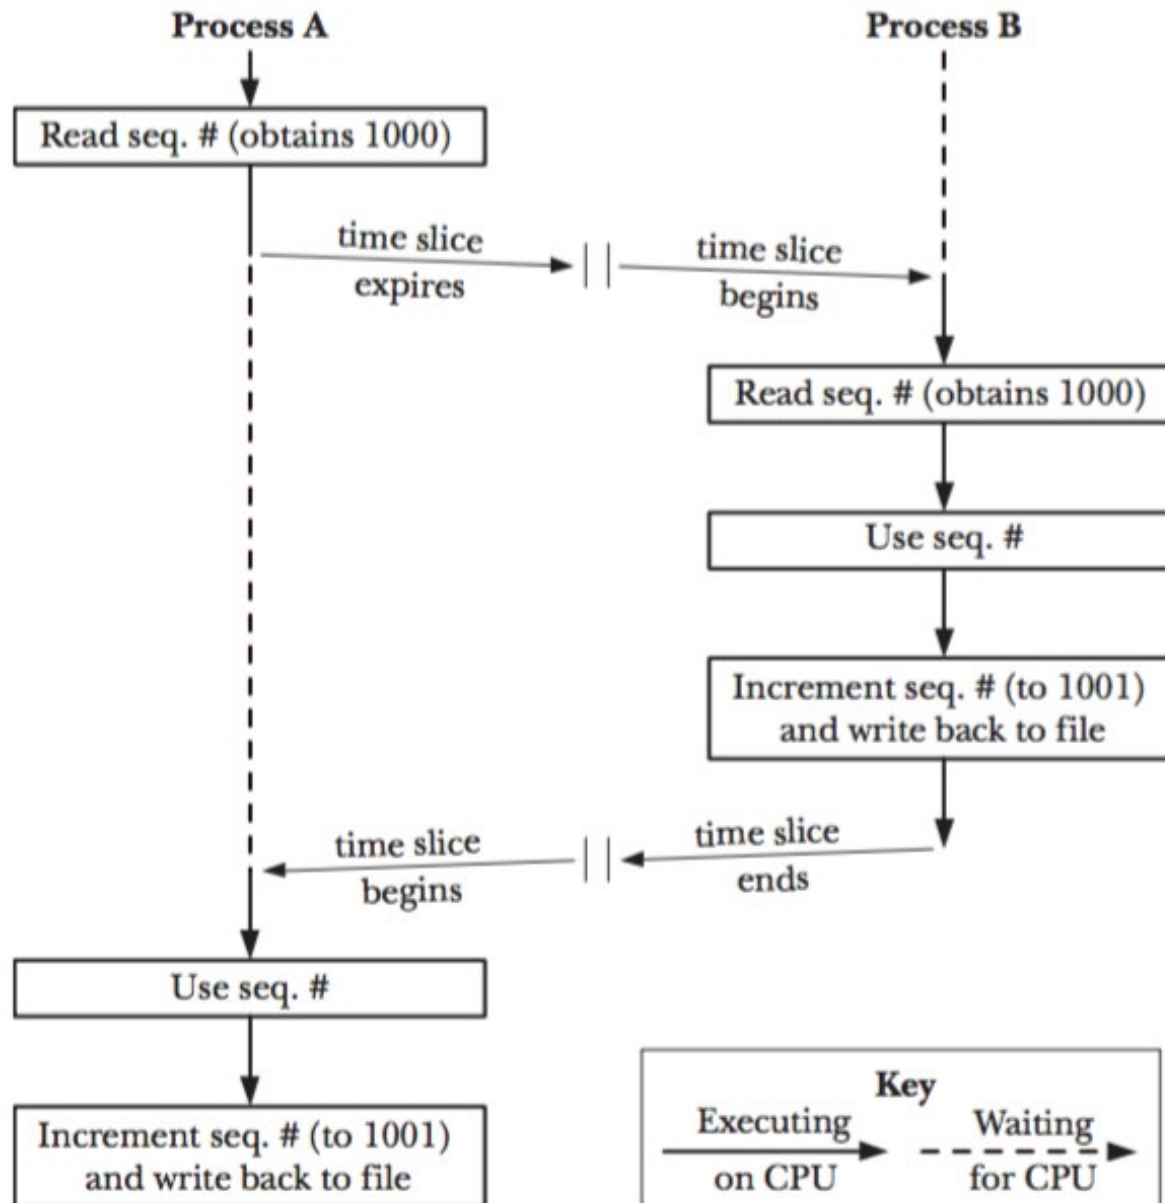 Process A
Process B
Read seq. # (obtains 1000)
time slice
expires
time slice
begins
Read seq. # (obtains 1000)
Use seq. #
Increment seq. # (to 1001)
and write back to file
time slice
ends
time slice
begins
Use seq. #
Increment seq. # (to 1001)
and write back to file
Key
Executing
on CPU
Waiting
for CPU